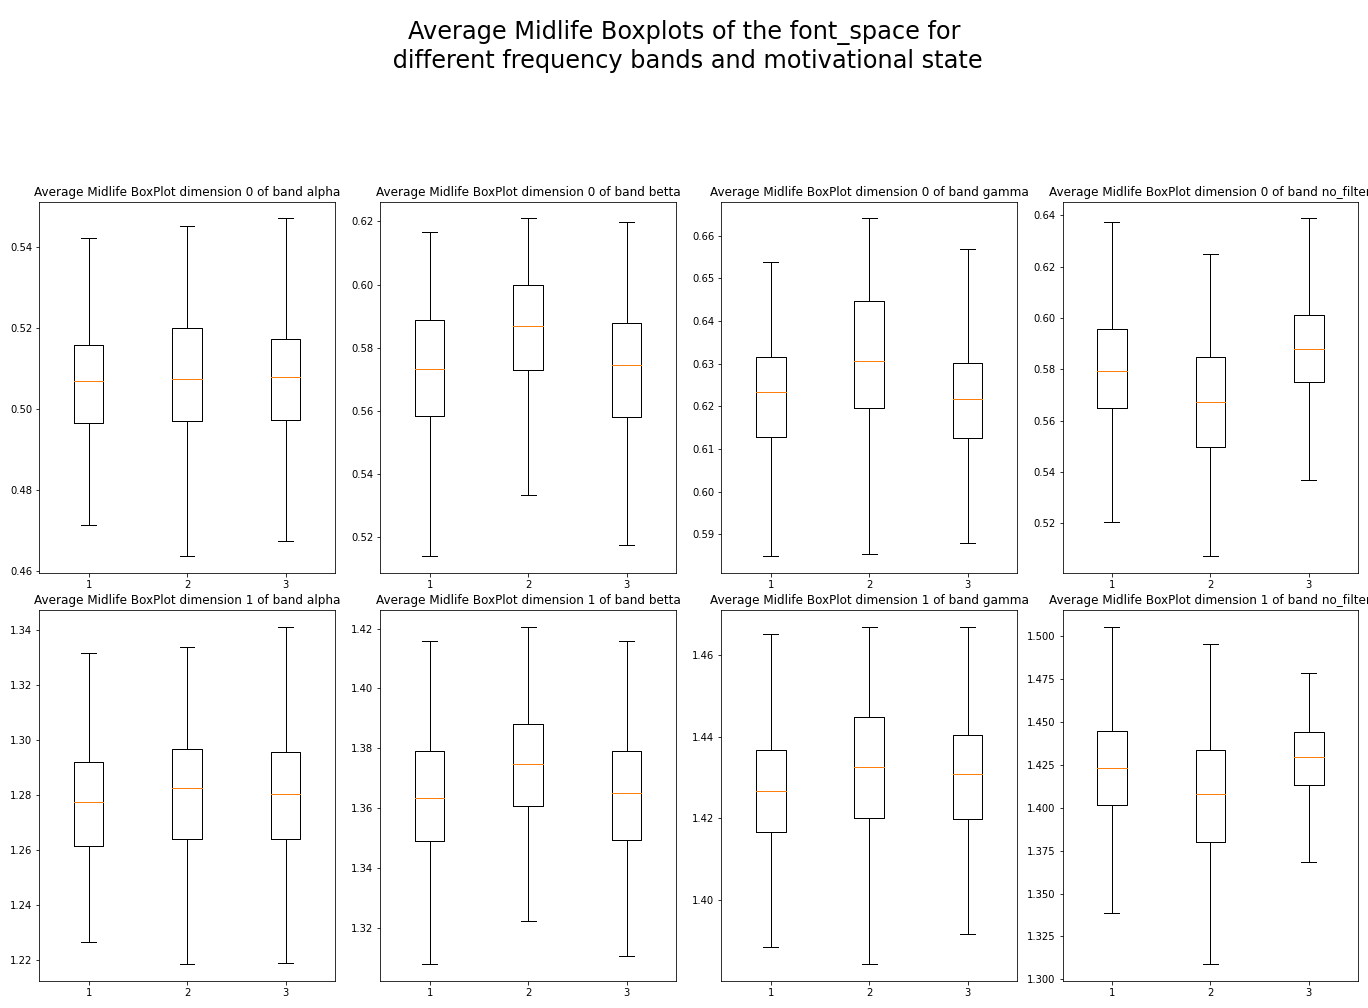 Average Midlife Boxplots of the font_space for
different frequency bands and motivational state
Average Midlife BoxPlot dimension 0 of band alpha
0.54
0.52
0.50
0.48
0.46
1 2 3
Average Midlife BoxPlot dimension 0 of band betta
0.62
0.60
0.58
0.56
0.54
0.52
1 2 3
Average Midlife BoxPlot dimension 0 of band gamma
0.66
0.65
0.64
0.63
0.62
0.61
0.60
0.59
1 2 3
Average Midlife BoxPlot dimension 0 of band no_filter
0.64
0.62
0.60
0.58
0.56
0.54
0.52
1 2 3
Average Midlife BoxPlot dimension 1 of band alpha
1.34
1.32
1.30
1.28
1.26
1.24
1.22
1 2 3
Average Midlife BoxPlot dimension 1 of band betta
1.42
1.40
1.38
1.36
1.34
1.32
1 2 3
Average Midlife BoxPlot dimension 1 of band gamma
1.46
1.44
1.42
1.40
1 2 3
Average Midlife BoxPlot dimension 1 of band no_filter
1.500
1.475
1.450
1.425
1.400
1.375
1.350
1.325
1.300
1 2 3